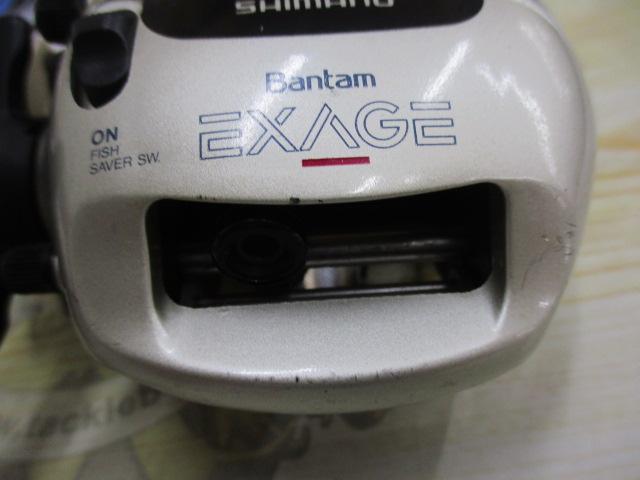 SHIMANO
Bantam
EXAGE
ON
FISH
SAVER SW.